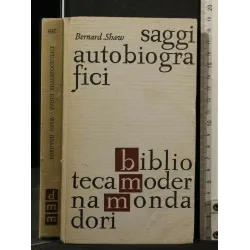 Bernard Shaw
saggi
autobiogra
fici
biblio
tecamoder
namonda
dori